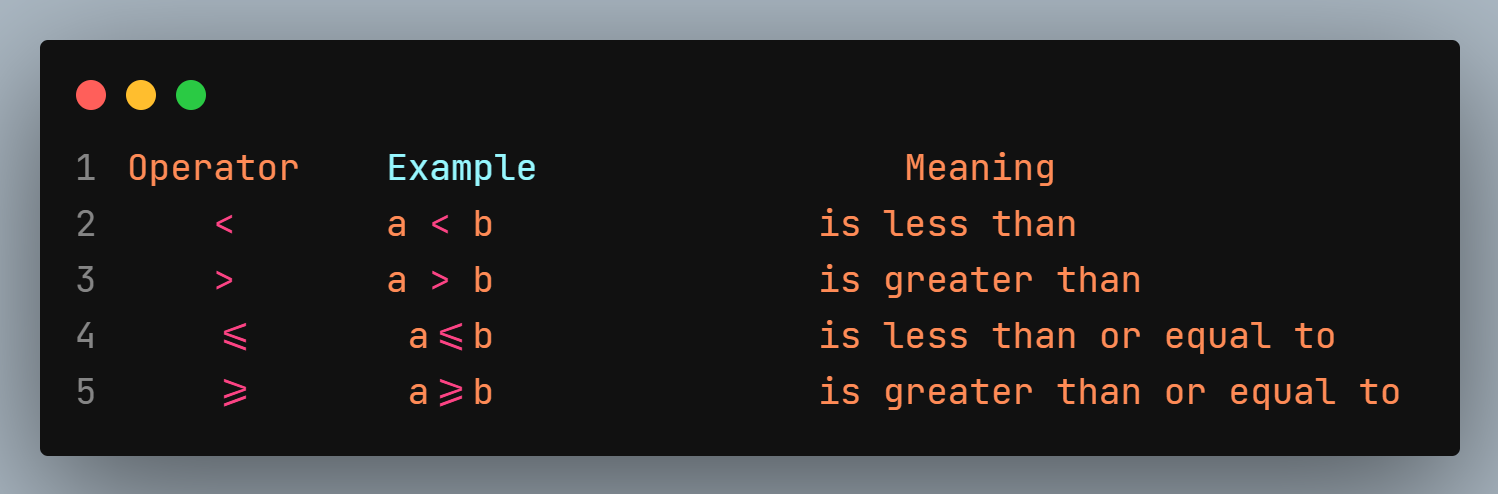 1 Operator Example Meaning
2 < a < b is less than
3 > a > b is greater than
4 ⩽ a⩽b is less than or equal to
5 ⩾ a⩾b is greater than or equal to